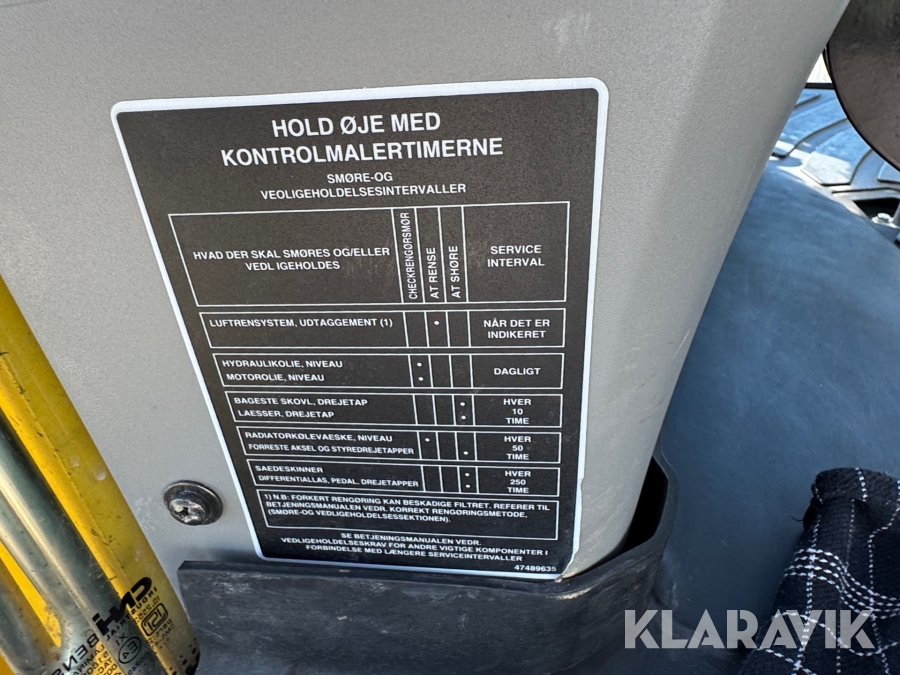 HOLD ØJE MED
KONTROLMALERTIMERNE
SMØRE-OG
VEOLIGEHOLDELSESINTERVALLER
HVAD DER SKAL SMØRES OG/ELLER
VEDL IGEHOLDES
CHECKRENGØRSMØR
AT RENSE
AT SHØRE
SERVICE
INTERVAL
LUFTRENSYSTEM, UDTAGGEMENT (1)
NÅR DET ER
INDIKERET
HYDRAULIKOLIE, NIVEAU
MOTOROLIE, NIVEAU
DAGLIGT
BAGESTE SKOVL, DREJETAP
LAESSER, DREJETAP
HVER
10
TIME
RADIATORKØLEVAESKE, NIVEAU
FORRESTE AKSEL OG STYREDREJETAPPER
HVER
50
TIME
SAEDESKINNER
DIFFERENTIALLAS, PEDAL, DREJETAPPER
HVER
250
TIME
1) N.B: FORKERT RENGØRING KAN BESKADIGE FILTRET. REFERER TIL
BETJENINGSMANUALEN VEDR. KORREKT RENGØRINGSMETODE.
(SMØRE-OG VEDLIGEHOLDELSESSEKTIONEN).
SE BETJENINGSMANUALEN VEDR.
VEDLIGEHOLDELSESKRAV FOR ANDRE VIGTIGE KOMPONENTER I
FORBINDELSE MED LÆNGERE SERVICEINTERVALLER
47489635
CNH
KLARAVIK